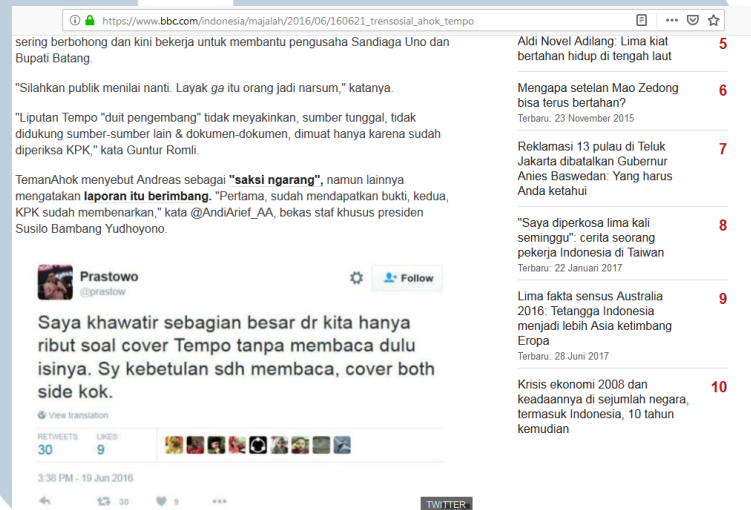 https://www.bbc.com/indonesia/majalah/2016/06/160621_trensosial_ahok_tempo
sering berbohong dan kini bekerja untuk membantu pengusaha Sandiaga Uno dan
Bupati Batang.
"Silahkan publik menilai nanti. Layak ga itu orang jadi narsum," katanya.
"Liputan Tempo "duit pengembang" tidak meyakinkan, sumber tunggal, tidak
didukung sumber-sumber lain & dokumen-dokumen, dimuat hanya karena sudah
diperiksa KPK," kata Guntur Romli.
TemanAhok menyebut Andreas sebagai "saksi ngarang", namun lainnya
mengatakan laporan itu berimbang. "Pertama, sudah mendapatkan bukti, kedua,
KPK sudah membenarkan," kata @AndiArief_AA, bekas staf khusus presiden
Susilo Bambang Yudhoyono.
Prastowo
@prastow
Follow
Saya khawatir sebagian besar dr kita hanya
ribut soal cover Tempo tanpa membaca dulu
isinya. Sy kebetulan sdh membaca, cover both
side kok.
View translation
RETWEETS LIKES
30 9
3:38 PM - 19 Jun 2016
30 9
TWITTER
Aldi Novel Adilang: Lima kiat 5
bertahan hidup di tengah laut
Mengapa setelan Mao Zedong 6
bisa terus bertahan?
Terbaru: 23 November 2015
Reklamasi 13 pulau di Teluk 7
Jakarta dibatalkan Gubernur
Anies Baswedan: Yang harus
Anda ketahui
"Saya diperkosa lima kali 8
seminggu": cerita seorang
pekerja Indonesia di Taiwan
Terbaru: 22 Januari 2017
Lima fakta sensus Australia 9
2016: Tetangga Indonesia
menjadi lebih Asia ketimbang
Eropa
Terbaru: 28 Juni 2017
Krisis ekonomi 2008 dan 10
keadaannya di sejumlah negara,
termasuk Indonesia, 10 tahun
kemudian